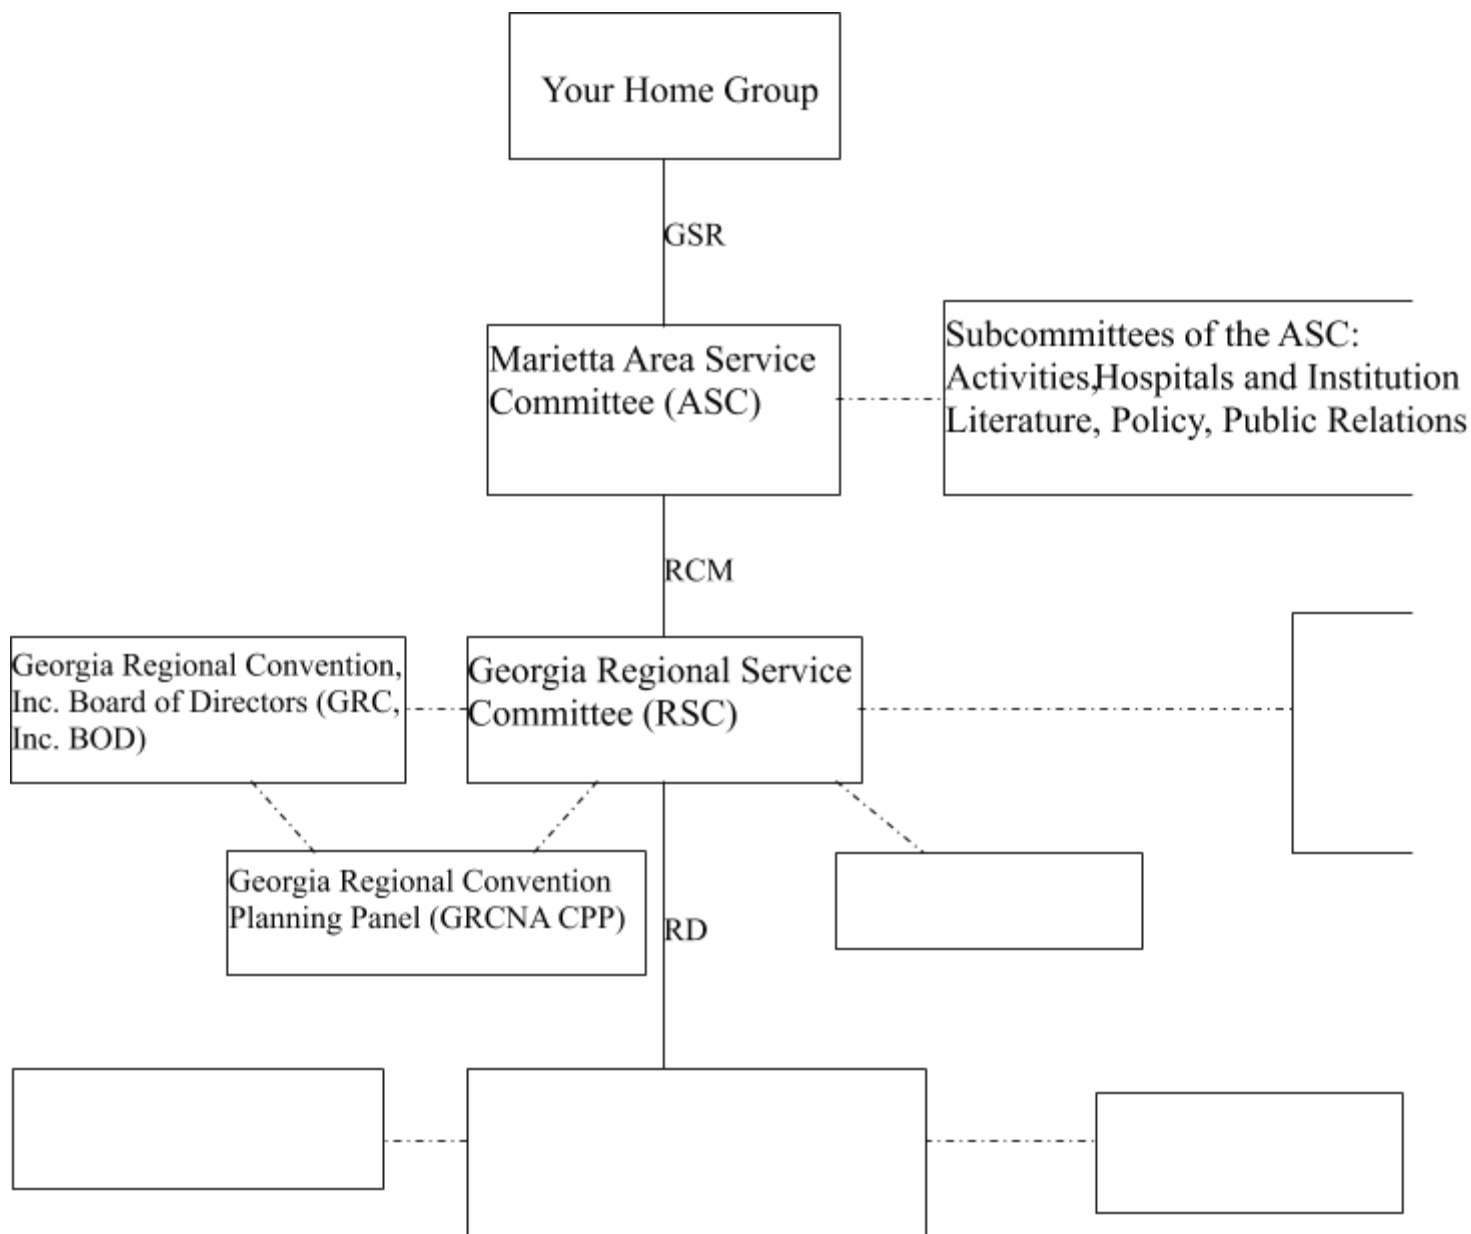 Your Home Group
GSR
Marietta Area Service
Committee (ASC)
Subcommittees of the ASC:
Activities,Hospitals and Institution
Literature, Policy, Public Relations
RCM
Georgia Regional Convention,
Inc. Board of Directors (GRC,
Inc. BOD)
Georgia Regional Service
Committee (RSC)
Georgia Regional Convention
Planning Panel (GRCNA CPP)
RD